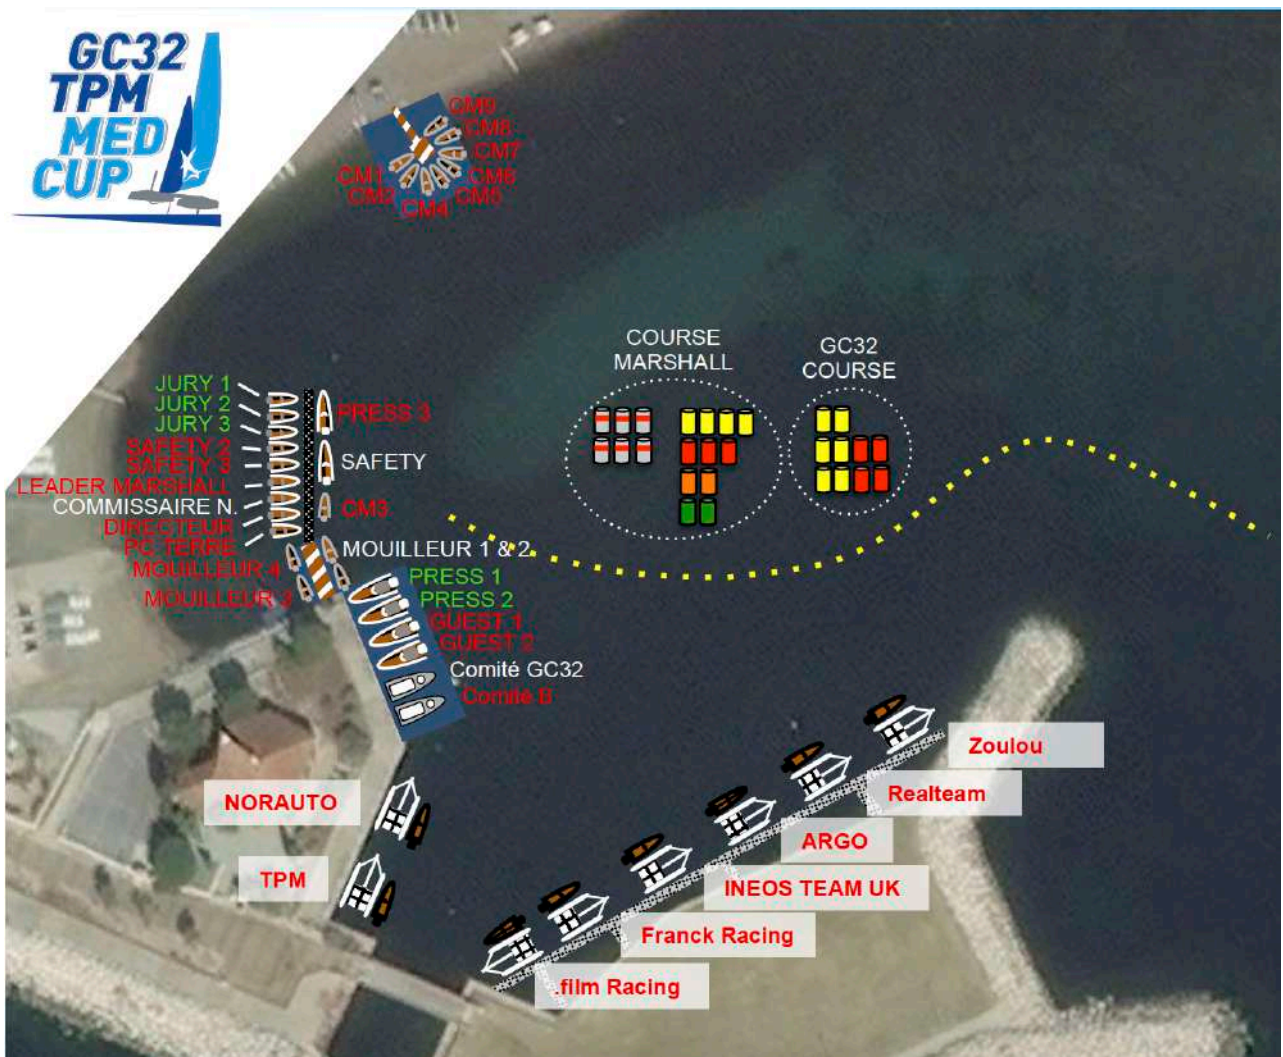 GC32
TPM
MED
CUP
CM9
CM8
CM7
CM6
CM5
CM4
CM2
CM1
COURSE
MARSHALL
GC32
COURSE
JURY 1
JURY 2
JURY 3
SAFETY 2
SAFETY 3
LEADER MARSHALL
COMMISSAIRE N.
DIRECTEUR
PC TERRE
MOUILLEUR 4
MOUILLEUR 3
PRESS 3
SAFETY
CM3
MOUILLEUR 1 & 2
PRESS 1
PRESS 2
GUEST 1
GUEST 2
Comité GC32
Comité B
Zoulou
Realteam
ARGO
INEOS TEAM UK
Franck Racing
.film Racing
NORAUTO
TPM